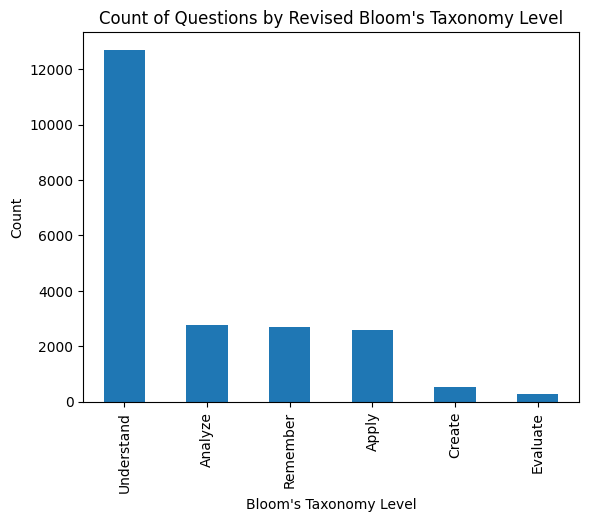 Count of Questions by Revised Bloom's Taxonomy Level
12000
10000
8000
6000
4000
2000
0
Count
Understand
Analyze
Remember
Apply
Create
Evaluate
Bloom's Taxonomy Level